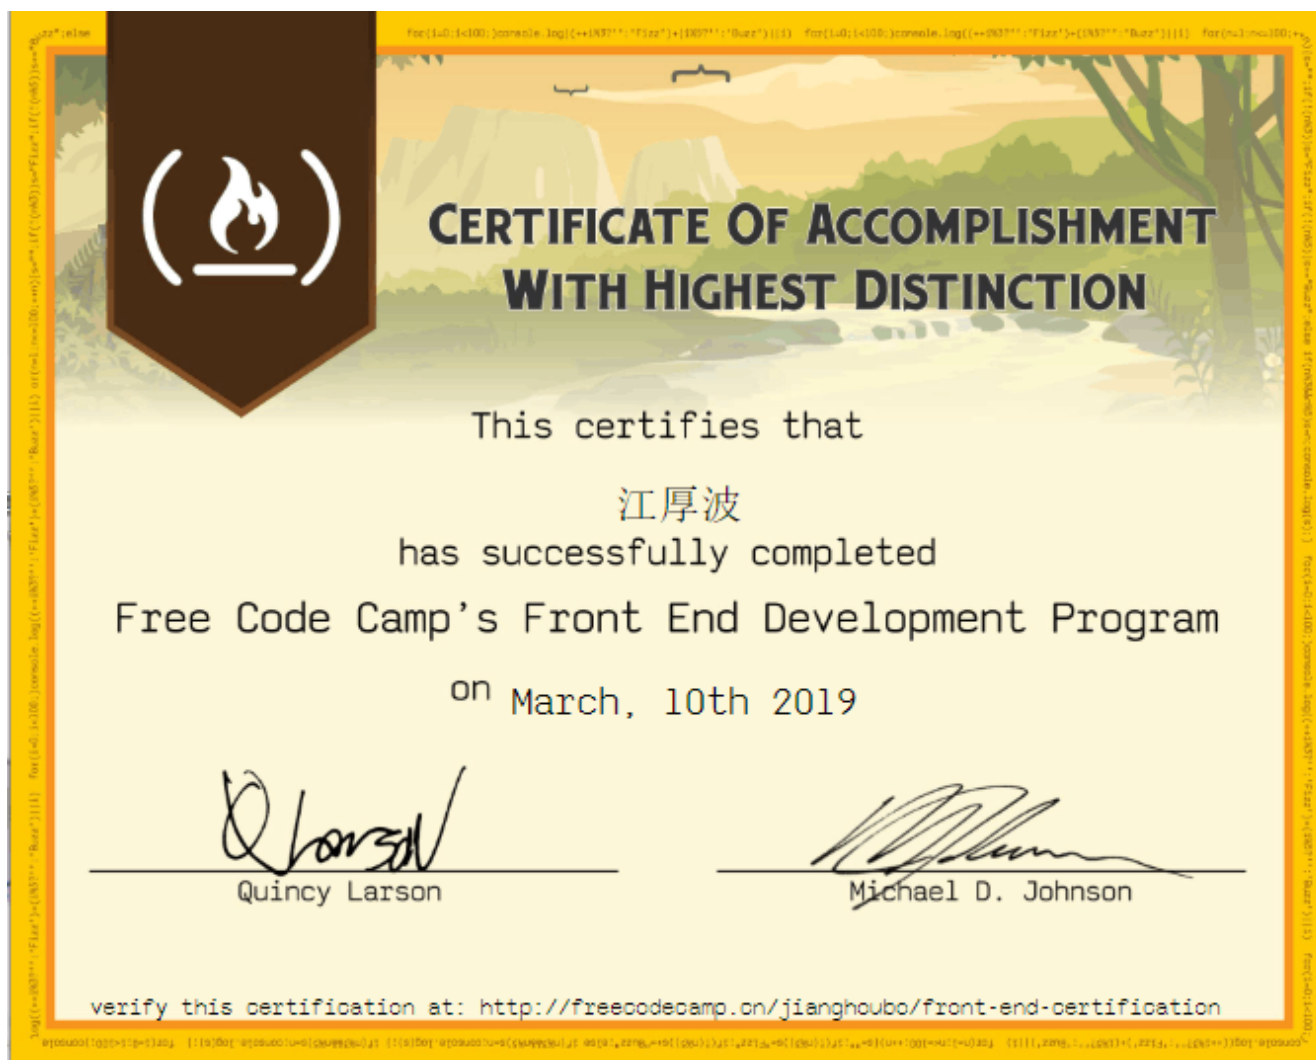 CERTIFICATE OF ACCOMPLISHMENT
WITH HIGHEST DISTINCTION
This certifies that
江厚波
has successfully completed
Free Code Camp's Front End Development Program
on March, 10th 2019
Quincy Larson
Michael D. Johnson
verify this certification at: http://freecodecamp.cn/jianghoubo/front-end-certification